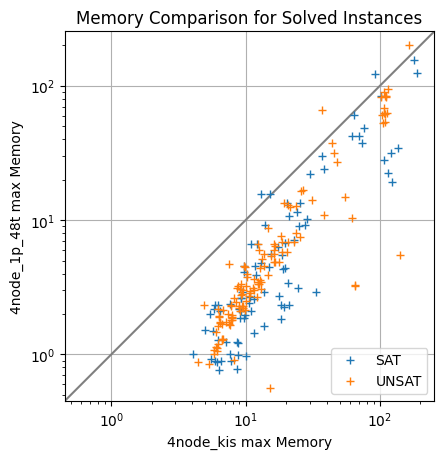 Memory Comparison for Solved Instances
4node_1p_48t max Memory
10²
10¹
10⁰
SAT
UNSAT
10⁰
10¹
10²
4node_kis max Memory